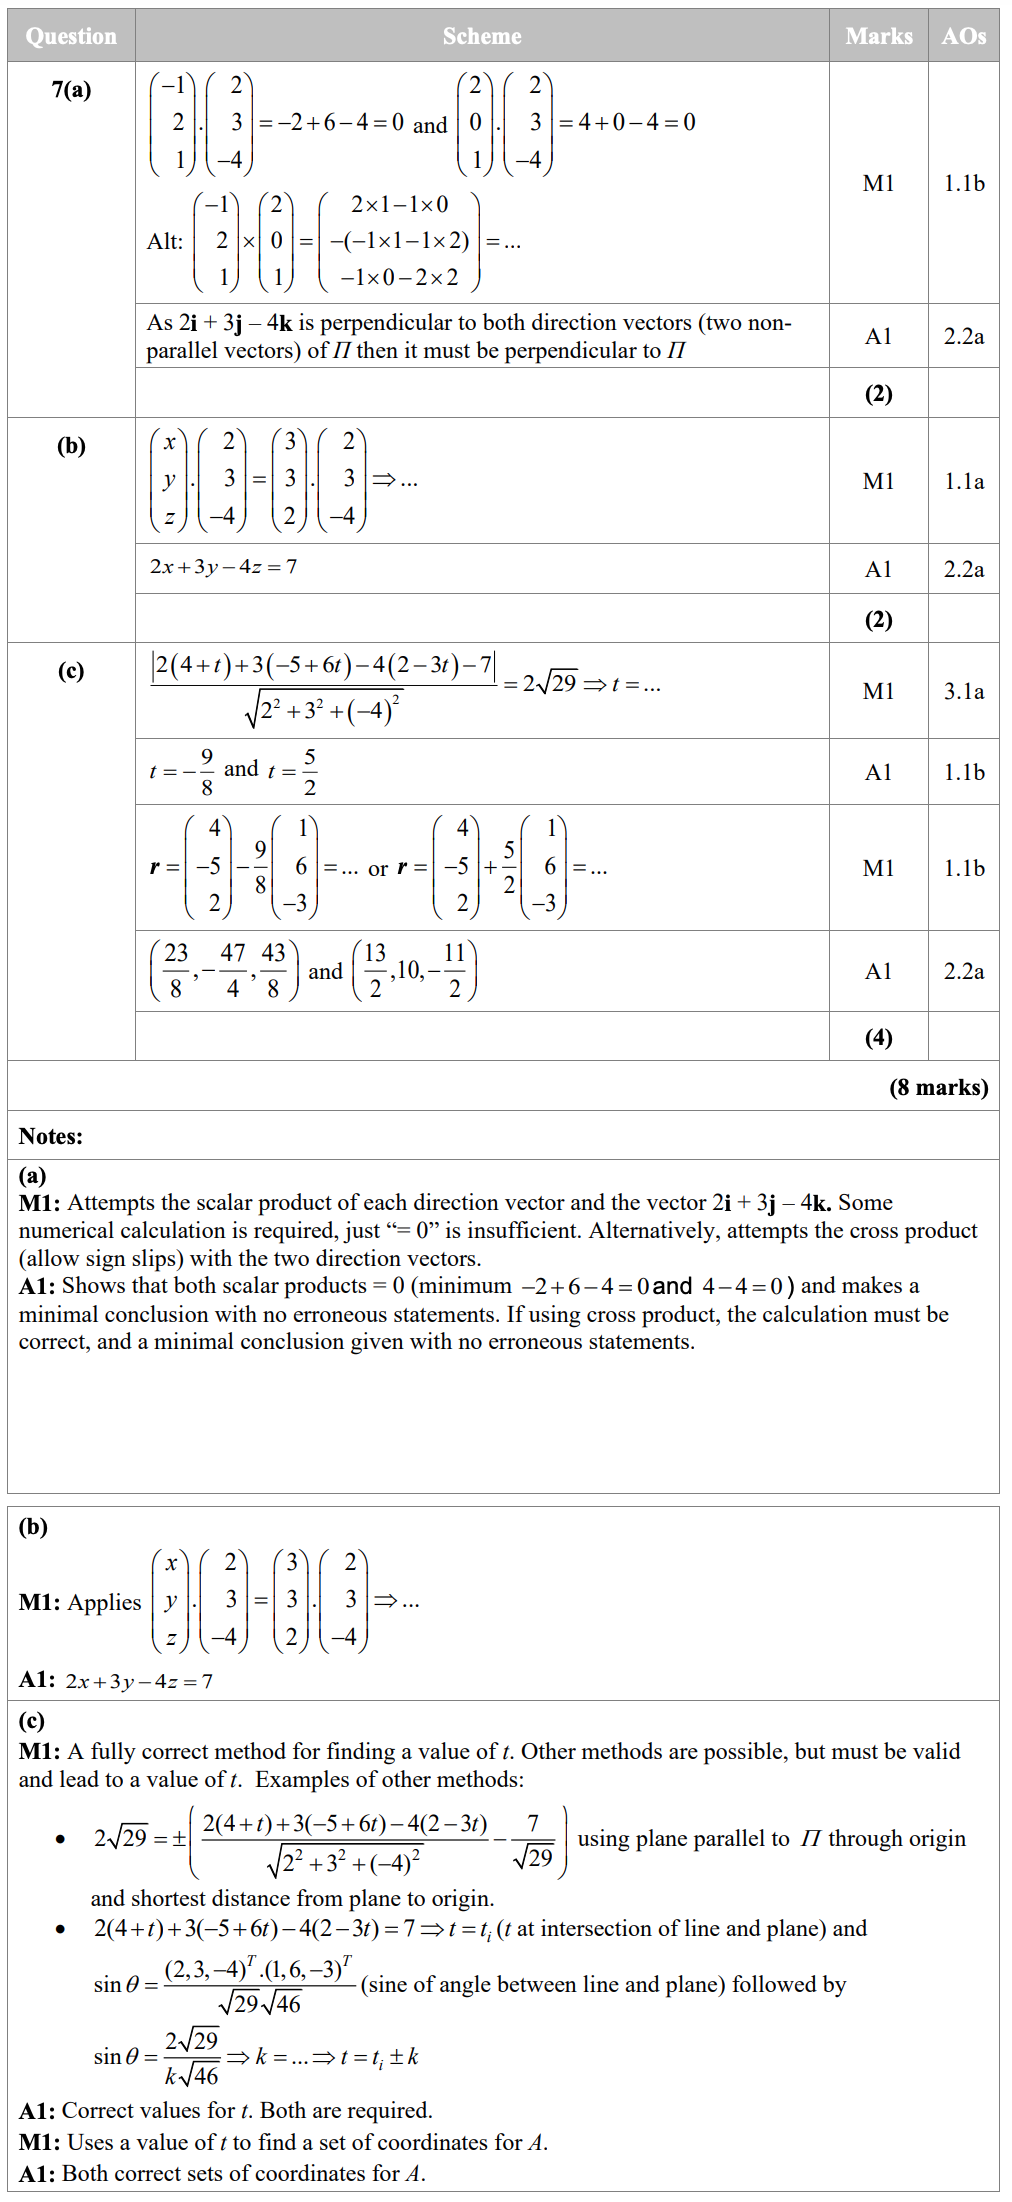 Question Scheme Marks AOs
7(a) $\begin{pmatrix}-1\\2\\1\end{pmatrix}.\begin{pmatrix}2\\3\\-4\end{pmatrix}=-2+6-4=0$ and $\begin{pmatrix}2\\0\\1\end{pmatrix}.\begin{pmatrix}2\\3\\-4\end{pmatrix}=4+0-4=0$
M1 1.1b
Alt: $\begin{pmatrix}-1\\2\\1\end{pmatrix}\times\begin{pmatrix}2\\0\\1\end{pmatrix}=\begin{pmatrix}2\times1-1\times0\\-(-1\times1-1\times2)\\-1\times0-2\times2\end{pmatrix}=...$
As 2i + 3j – 4k is perpendicular to both direction vectors (two non-
parallel vectors) of Π then it must be perpendicular to Π
A1 2.2a
(2)
(b) $\begin{pmatrix}x\\y\\z\end{pmatrix}.\begin{pmatrix}2\\3\\-4\end{pmatrix}=\begin{pmatrix}3\\3\\2\end{pmatrix}.\begin{pmatrix}2\\3\\-4\end{pmatrix}\Rightarrow...$ M1 1.1a
$2x+3y-4z=7$ A1 2.2a
(2)
(c) $\frac{|2(4+t)+3(-5+6t)-4(2-3t)-7|}{\sqrt{2^2+3^2+(-4)^2}}=2\sqrt{29}\Rightarrow t=...$ M1 3.1a
$t=-\frac{9}{8}$ and $t=\frac{5}{2}$ A1 1.1b
$\boldsymbol{r}=\begin{pmatrix}4\\-5\\2\end{pmatrix}-\frac{9}{8}\begin{pmatrix}1\\6\\-3\end{pmatrix}=...$ or $\boldsymbol{r}=\begin{pmatrix}4\\-5\\2\end{pmatrix}+\frac{5}{2}\begin{pmatrix}1\\6\\-3\end{pmatrix}=...$ M1 1.1b
$\left(\frac{23}{8},-\frac{47}{4},\frac{43}{8}\right)$ and $\left(\frac{13}{2},10,-\frac{11}{2}\right)$ A1 2.2a
(4)
(8 marks)
Notes:
(a)
M1: Attempts the scalar product of each direction vector and the vector 2i + 3j – 4k. Some
numerical calculation is required, just “= 0” is insufficient. Alternatively, attempts the cross product
(allow sign slips) with the two direction vectors.
A1: Shows that both scalar products = 0 (minimum $-2+6-4=0$ and $4-4=0$) and makes a
minimal conclusion with no erroneous statements. If using cross product, the calculation must be
correct, and a minimal conclusion given with no erroneous statements.
(b)
M1: Applies $\begin{pmatrix}x\\y\\z\end{pmatrix}.\begin{pmatrix}2\\3\\-4\end{pmatrix}=\begin{pmatrix}3\\3\\2\end{pmatrix}.\begin{pmatrix}2\\3\\-4\end{pmatrix}\Rightarrow...$
A1: $2x+3y-4z=7$
(c)
M1: A fully correct method for finding a value of t. Other methods are possible, but must be valid
and lead to a value of t. Examples of other methods:
• $2\sqrt{29}=\pm\left(\frac{2(4+t)+3(-5+6t)-4(2-3t)}{\sqrt{2^2+3^2+(-4)^2}}-\frac{7}{\sqrt{29}}\right)$ using plane parallel to Π through origin
and shortest distance from plane to origin.
• $2(4+t)+3(-5+6t)-4(2-3t)=7\Rightarrow t=t_i$ (t at intersection of line and plane) and
$\sin\theta=\frac{(2,3,-4)^T.(1,6,-3)^T}{\sqrt{29}\sqrt{46}}$ (sine of angle between line and plane) followed by
$\sin\theta=\frac{2\sqrt{29}}{k\sqrt{46}}\Rightarrow k=...\Rightarrow t=t_i\pm k$
A1: Correct values for t. Both are required.
M1: Uses a value of t to find a set of coordinates for A.
A1: Both correct sets of coordinates for A.